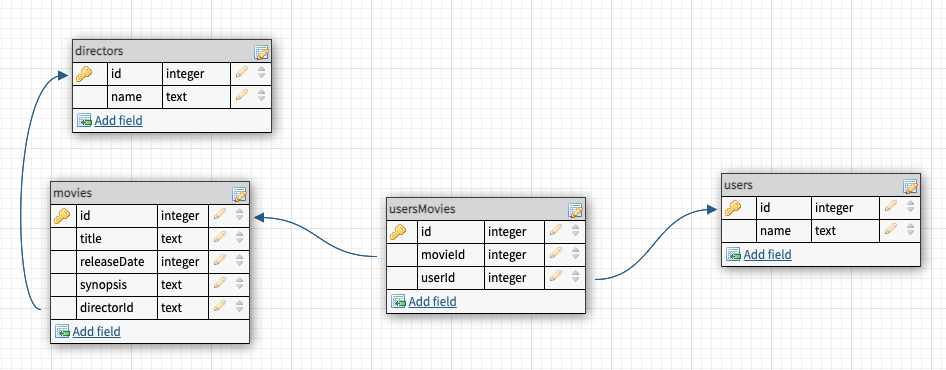 directors
id integer
name text
Add field
movies
id integer
title text
releaseDate integer
synopsis text
directorId text
Add field
usersMovies
id integer
movieId integer
userId integer
Add field
users
id integer
name text
Add field